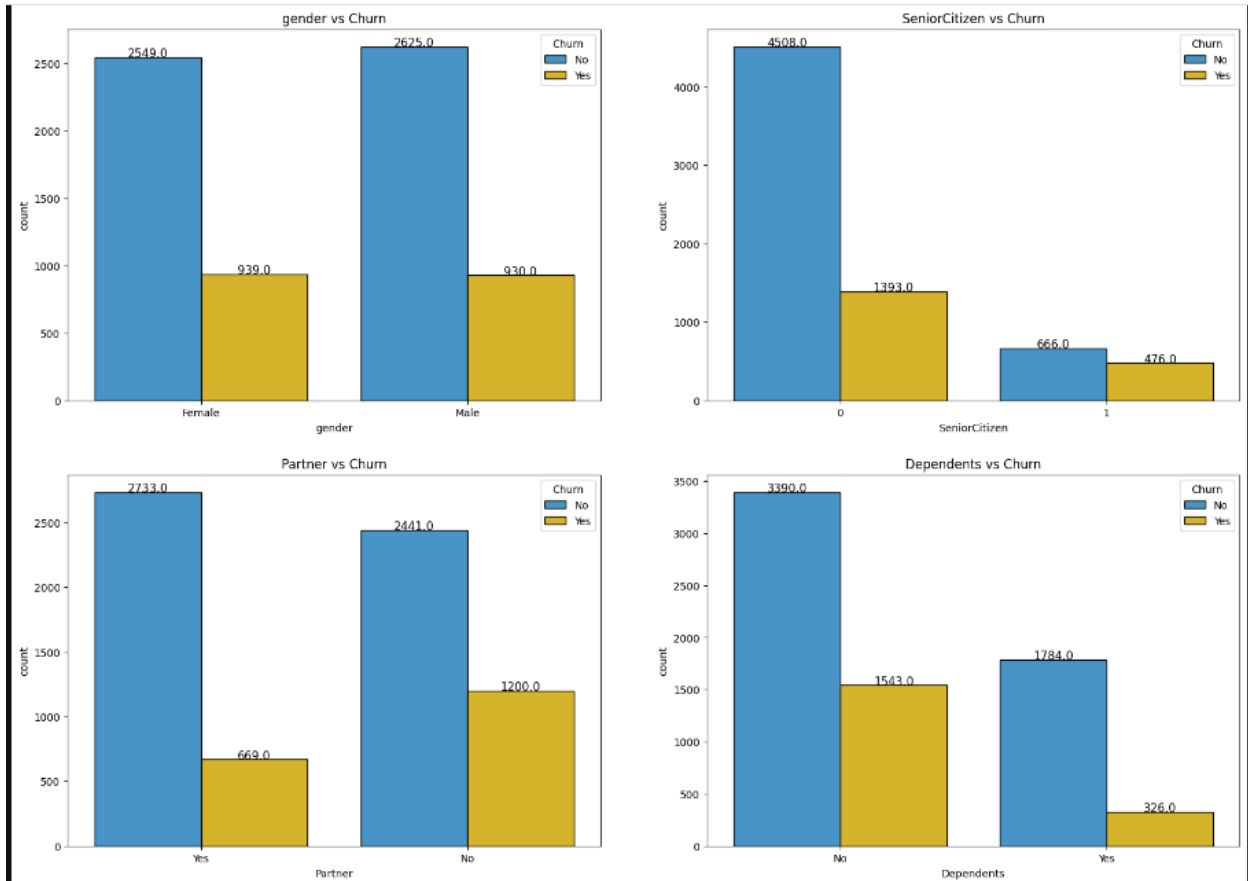 gender vs Churn
2549.0
2625.0
939.0
930.0
Churn
No
Yes
2500
2000
1500
1000
500
0
count
Female
Male
gender
SeniorCitizen vs Churn
4508.0
1393.0
666.0
476.0
Churn
No
Yes
4000
3000
2000
1000
0
count
0
1
SeniorCitizen
Partner vs Churn
2733.0
2441.0
669.0
1200.0
Churn
No
Yes
2500
2000
1500
1000
500
0
count
Yes
No
Partner
Dependents vs Churn
3390.0
1543.0
1784.0
326.0
Churn
No
Yes
3500
3000
2500
2000
1500
1000
500
0
count
No
Yes
Dependents